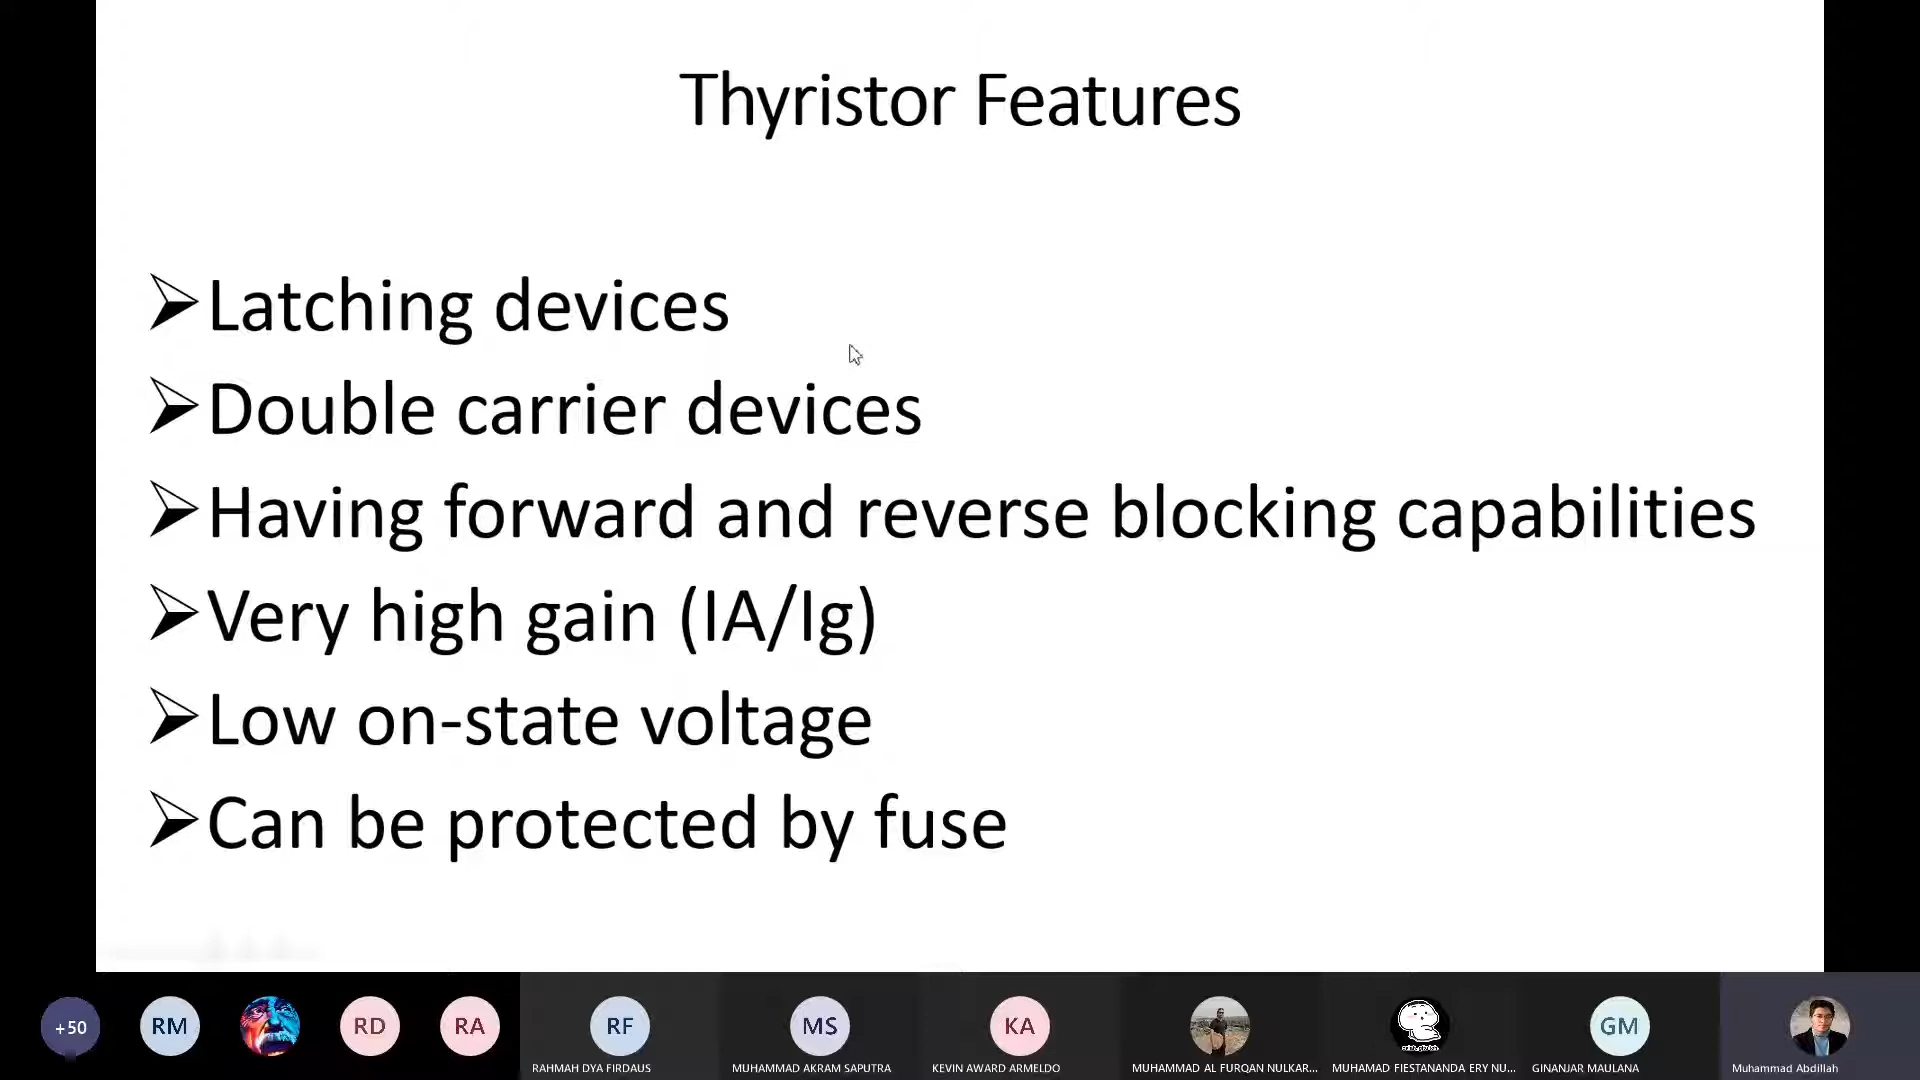 Thyristor Features
Latching devices
Double carrier devices
Having forward and reverse blocking capabilities
Very high gain (IA/Ig)
Low on-state voltage
Can be protected by fuse
+50
RM
RD
RA
RF
MS
KA
GM
RAHMAH DYA FIRDAUS
MUHAMMAD AKRAM SAPUTRA
KEVIN AWARD ARMELDO
MUHAMMAD AL FURQAN NULKAR...
MUHAMAD FIESTANANDA ERY NU...
GINANJAR MAULANA
Muhammad Abdillah